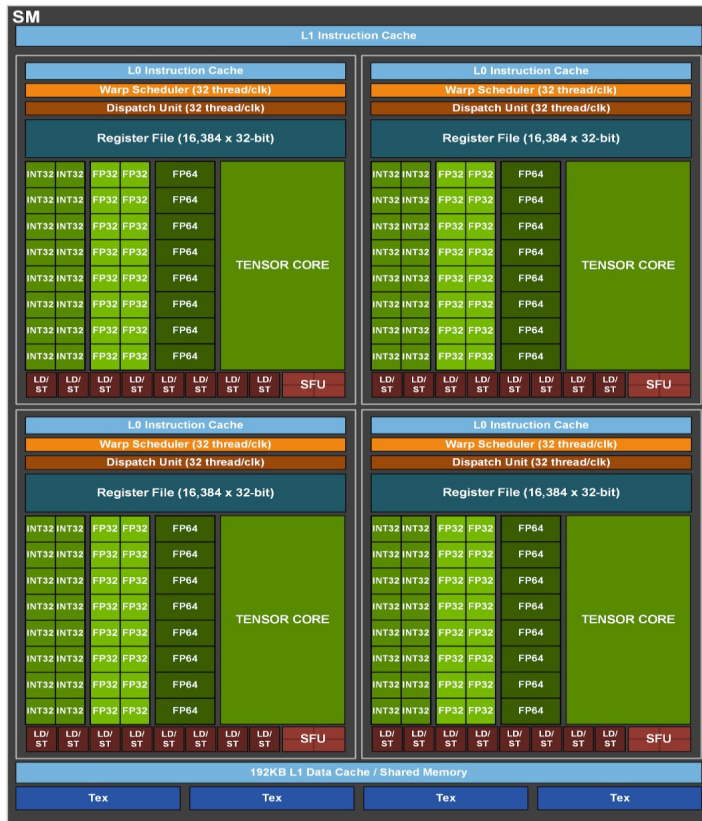 SM
L1 Instruction Cache
L0 Instruction Cache
Warp Scheduler (32 thread/clk)
Dispatch Unit (32 thread/clk)
Register File (16,384 x 32-bit)
INT32 INT32 FP32 FP32 FP64
INT32 INT32 FP32 FP32 FP64
INT32 INT32 FP32 FP32 FP64
INT32 INT32 FP32 FP32 FP64
TENSOR CORE
INT32 INT32 FP32 FP32 FP64
INT32 INT32 FP32 FP32 FP64
INT32 INT32 FP32 FP32 FP64
INT32 INT32 FP32 FP32 FP64
LD/ LD/ LD/ LD/ LD/ LD/ LD/ LD/ SFU
ST ST ST ST ST ST ST ST
L0 Instruction Cache
Warp Scheduler (32 thread/clk)
Dispatch Unit (32 thread/clk)
Register File (16,384 x 32-bit)
INT32 INT32 FP32 FP32 FP64
INT32 INT32 FP32 FP32 FP64
INT32 INT32 FP32 FP32 FP64
INT32 INT32 FP32 FP32 FP64
TENSOR CORE
INT32 INT32 FP32 FP32 FP64
INT32 INT32 FP32 FP32 FP64
INT32 INT32 FP32 FP32 FP64
INT32 INT32 FP32 FP32 FP64
LD/ LD/ LD/ LD/ LD/ LD/ LD/ LD/ SFU
ST ST ST ST ST ST ST ST
L0 Instruction Cache
Warp Scheduler (32 thread/clk)
Dispatch Unit (32 thread/clk)
Register File (16,384 x 32-bit)
INT32 INT32 FP32 FP32 FP64
INT32 INT32 FP32 FP32 FP64
INT32 INT32 FP32 FP32 FP64
INT32 INT32 FP32 FP32 FP64
TENSOR CORE
INT32 INT32 FP32 FP32 FP64
INT32 INT32 FP32 FP32 FP64
INT32 INT32 FP32 FP32 FP64
INT32 INT32 FP32 FP32 FP64
LD/ LD/ LD/ LD/ LD/ LD/ LD/ LD/ SFU
ST ST ST ST ST ST ST ST
L0 Instruction Cache
Warp Scheduler (32 thread/clk)
Dispatch Unit (32 thread/clk)
Register File (16,384 x 32-bit)
INT32 INT32 FP32 FP32 FP64
INT32 INT32 FP32 FP32 FP64
INT32 INT32 FP32 FP32 FP64
INT32 INT32 FP32 FP32 FP64
TENSOR CORE
INT32 INT32 FP32 FP32 FP64
INT32 INT32 FP32 FP32 FP64
INT32 INT32 FP32 FP32 FP64
INT32 INT32 FP32 FP32 FP64
LD/ LD/ LD/ LD/ LD/ LD/ LD/ LD/ SFU
ST ST ST ST ST ST ST ST
192KB L1 Data Cache / Shared Memory
Tex Tex Tex Tex